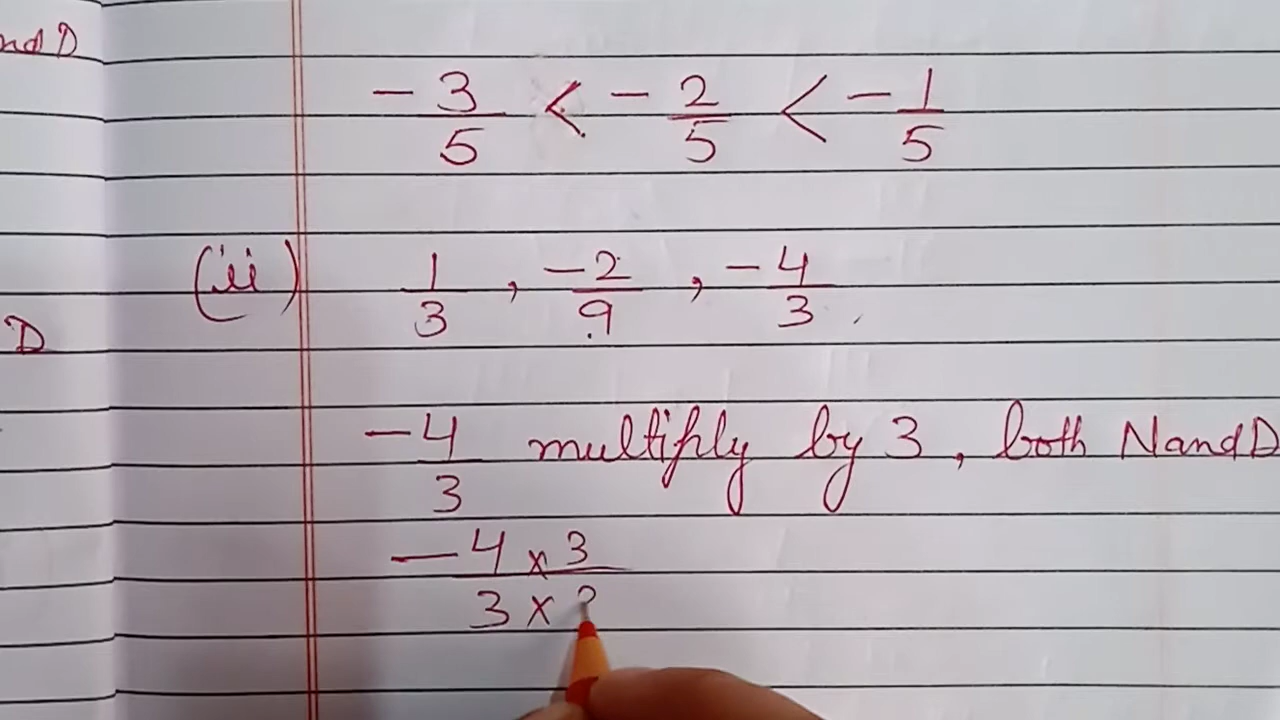 nd D
-3/5 < -2/5 < -1/5
(ii) 1/3 , -2/9 , -4/3 .
D
-4/3 multiply by 3 , both N and D
-4 x 3
3 x